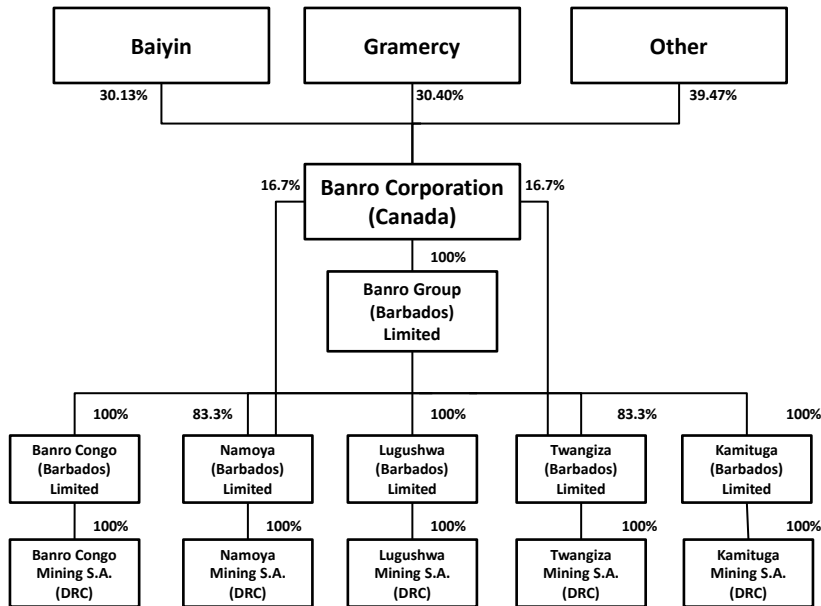 Baiyin
Gramercy
Other
30.13%
30.40%
39.47%
16.7%
Banro Corporation
(Canada)
16.7%
100%
Banro Group
(Barbados)
Limited
100%
83.3%
100%
83.3%
100%
Banro Congo
(Barbados)
Limited
Namoya
(Barbados)
Limited
Lugushwa
(Barbados)
Limited
Twangiza
(Barbados)
Limited
Kamituga
(Barbados)
Limited
100%
100%
100%
100%
100%
Banro Congo
Mining S.A.
(DRC)
Namoya
Mining S.A.
(DRC)
Lugushwa
Mining S.A.
(DRC)
Twangiza
Mining S.A.
(DRC)
Kamituga
Mining S.A.
(DRC)